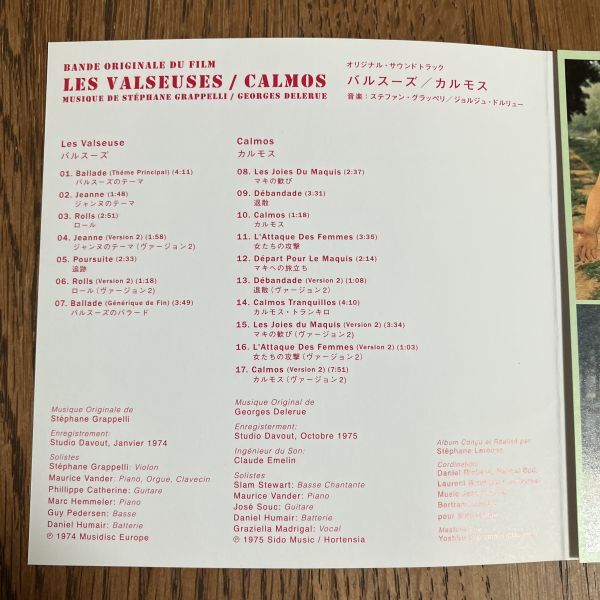 BANDE ORIGINALE DU FILM
LES VALSEUSES / CALMOS
MUSIQUE DE STÉPHANE GRAPPELLI / GEORGES DELERUE
オリジナル・サウンドトラック
バルスーズ／カルモス
音楽：ステファン・グラッペリ／ジョルジュ・ドルリュー
Les Valseuse
バルスーズ
01. Ballade (Théme Principal) (4:11)
バルスーズのテーマ
02. Jeanne (1:48)
ジャンヌのテーマ
03. Rolls (2:51)
ロール
04. Jeanne (Version 2) (1:58)
ジャンヌのテーマ（ヴァージョン2）
05. Poursuite (2:33)
追跡
06. Rolls (Version 2) (1:18)
ロール（ヴァージョン2）
07. Ballade (Générique de Fin) (3:49)
バルスーズのバラード
Musique Originale de
Stéphane Grappelli
Enregistrement:
Studio Davout, Janvier 1974
Solistes
Stéphane Grappelli: Violon
Maurice Vander: Piano, Orgue, Clavecin
Philippe Catherine: Guitare
Marc Hemmeler: Piano
Guy Pedersen: Basse
Daniel Humair: Batterie
℗ 1974 Musidisc Europe
Calmos
カルモス
08. Les Joies Du Maquis (2:37)
マキの歓び
09. Débandade (3:31)
退散
10. Calmos (1:18)
カルモス
11. L'Attaque Des Femmes (3:35)
女たちの攻撃
12. Départ Pour Le Maquis (2:14)
マキへの旅立ち
13. Débandade (Version 2) (1:08)
退散（ヴァージョン2）
14. Calmos Tranquillos (4:10)
カルモス・トランキロ
15. Les Joies du Maquis (Version 2) (3:34)
マキの歓び（ヴァージョン2）
16. L'Attaque Des Femmes (Version 2) (1:03)
女たちの攻撃（ヴァージョン2）
17. Calmos (Version 2) (7:51)
カルモス（ヴァージョン2）
Musique Original de
Georges Delerue
Enregisterment:
Studio Davout, Octobre 1975
Ingénieur du Son:
Claude Emelin
Solistes
Slam Stewart: Basse Chantante
Maurice Vander: Piano
José Souc: Guitare
Daniel Humair: Batterie
Graziella Madrigal: Vocal
℗ 1975 Sido Music / Hortensia
Album Conçu et Réalisé par
Stéphane Lerouge
Cordination
Daniel
Laurent
Music
Bertram
pour